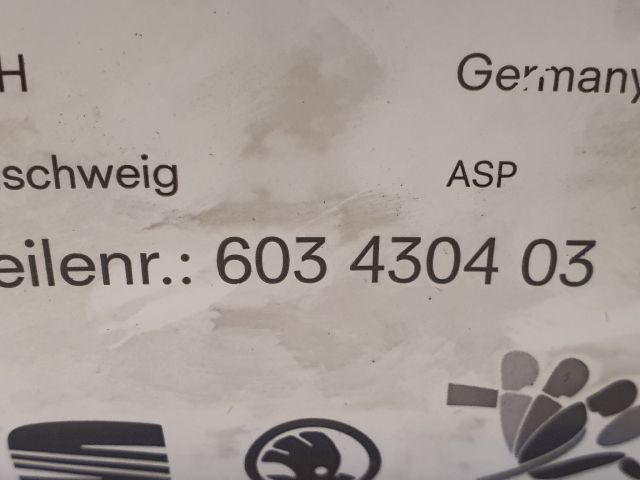 H Germany
schweig ASP
eilenr.: 603 4304 03